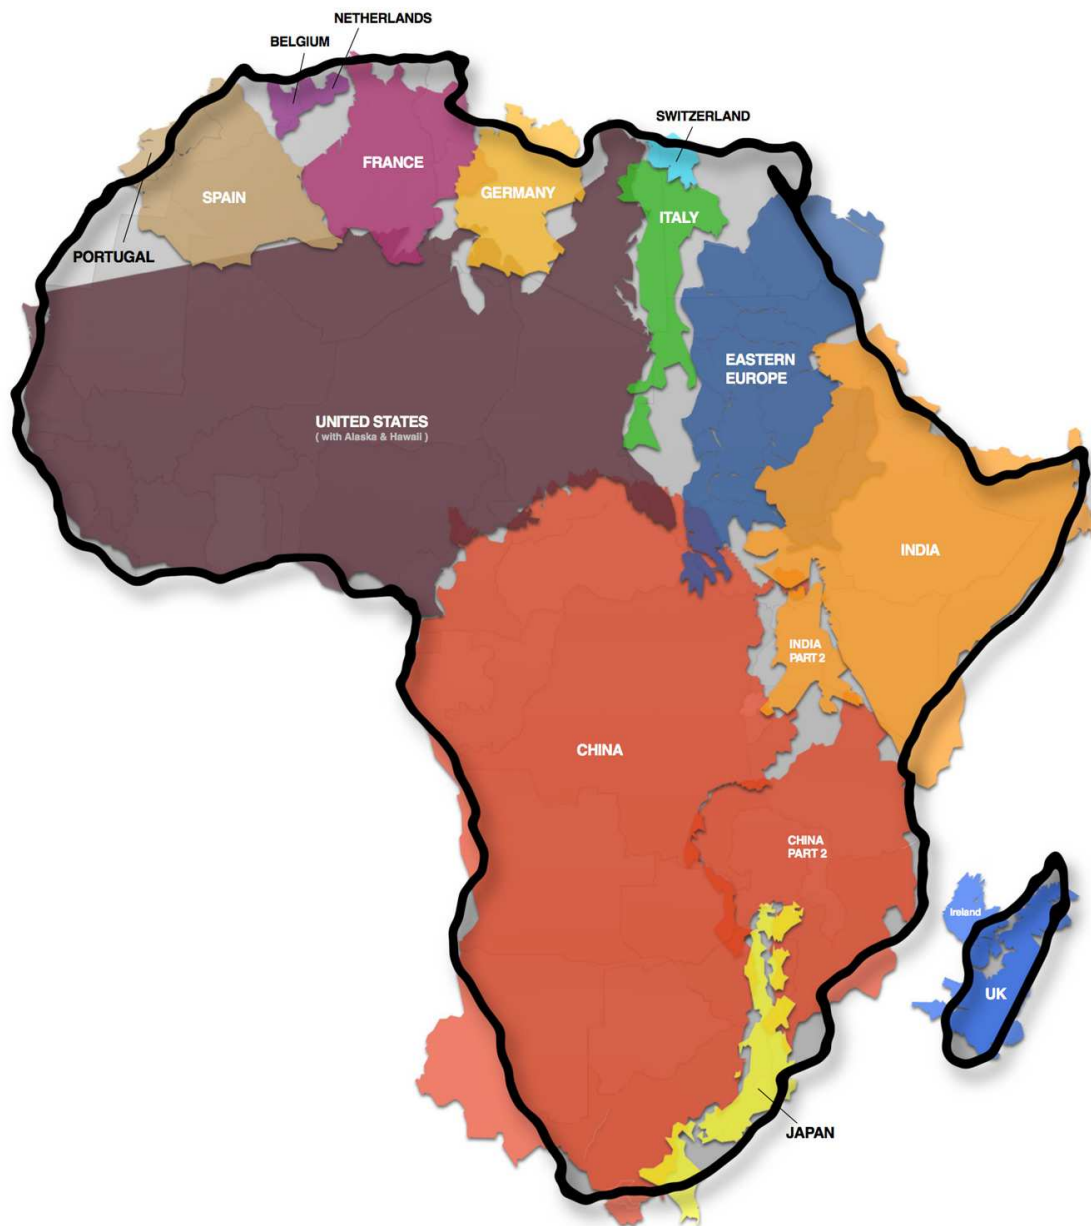 NETHERLANDS
BELGIUM
SWITZERLAND
FRANCE
GERMANY
SPAIN
ITALY
PORTUGAL
EASTERN
EUROPE
UNITED STATES
( with Alaska & Hawaii )
INDIA
INDIA
PART 2
CHINA
CHINA
PART 2
Ireland
UK
JAPAN